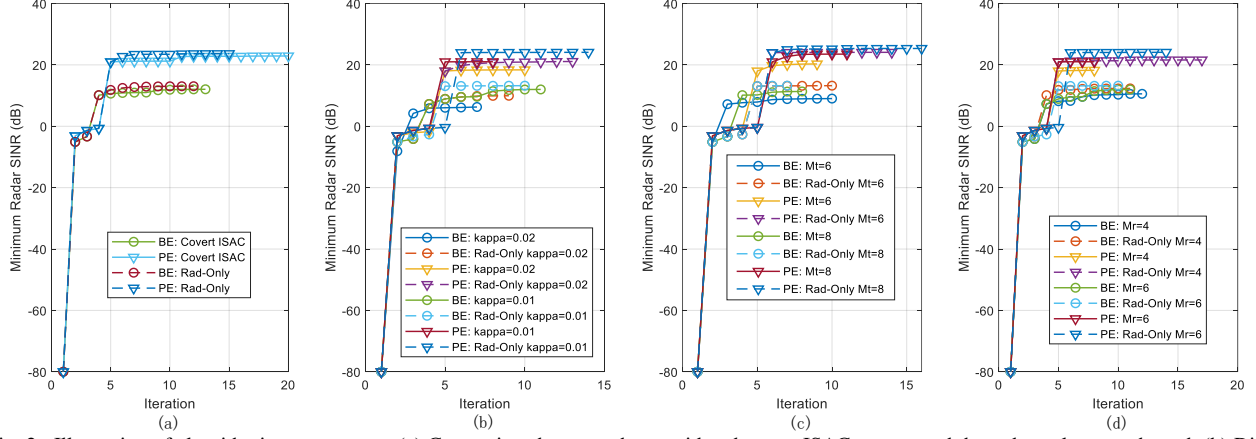 40
20
0
-20
-40
-60
-80
0
5
10
15
20
Minimum Radar SINR (dB)
Iteration
(a)
BE: Covert ISAC
PE: Covert ISAC
BE: Rad-Only
PE: Rad-Only
40
20
0
-20
-40
-60
-80
0
5
10
15
Minimum Radar SINR (dB)
Iteration
(b)
BE: kappa=0.02
BE: Rad-Only kappa=0.02
PE: kappa=0.02
PE: Rad-Only kappa=0.02
BE: kappa=0.01
BE: Rad-Only kappa=0.01
PE: kappa=0.01
PE: Rad-Only kappa=0.01
40
20
0
-20
-40
-60
-80
0
5
10
15
Minimum Radar SINR (dB)
Iteration
(c)
BE: Mt=6
BE: Rad-Only Mt=6
PE: Mt=6
PE: Rad-Only Mt=6
BE: Mt=8
BE: Rad-Only Mt=8
PE: Mt=8
PE: Rad-Only Mt=8
40
20
0
-20
-40
-60
-80
0
5
10
15
20
Minimum Radar SINR (dB)
Iteration
(d)
BE: Mr=4
BE: Rad-Only Mr=4
PE: Mr=4
PE: Rad-Only Mr=4
BE: Mr=6
BE: Rad-Only Mr=6
PE: Mr=6
PE: Rad-Only Mr=6